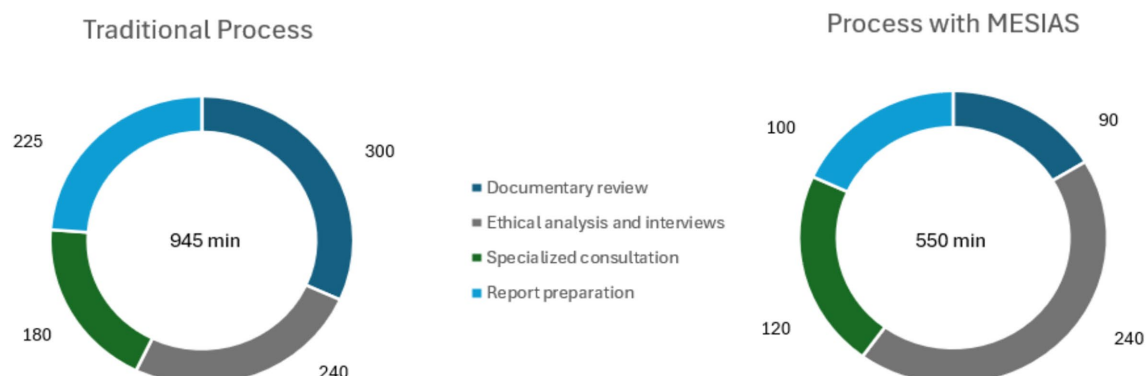 Traditional Process
Process with MESIAS
225
300
945 min
180
240
Documentary review
Ethical analysis and interviews
Specialized consultation
Report preparation
100
90
550 min
120
240